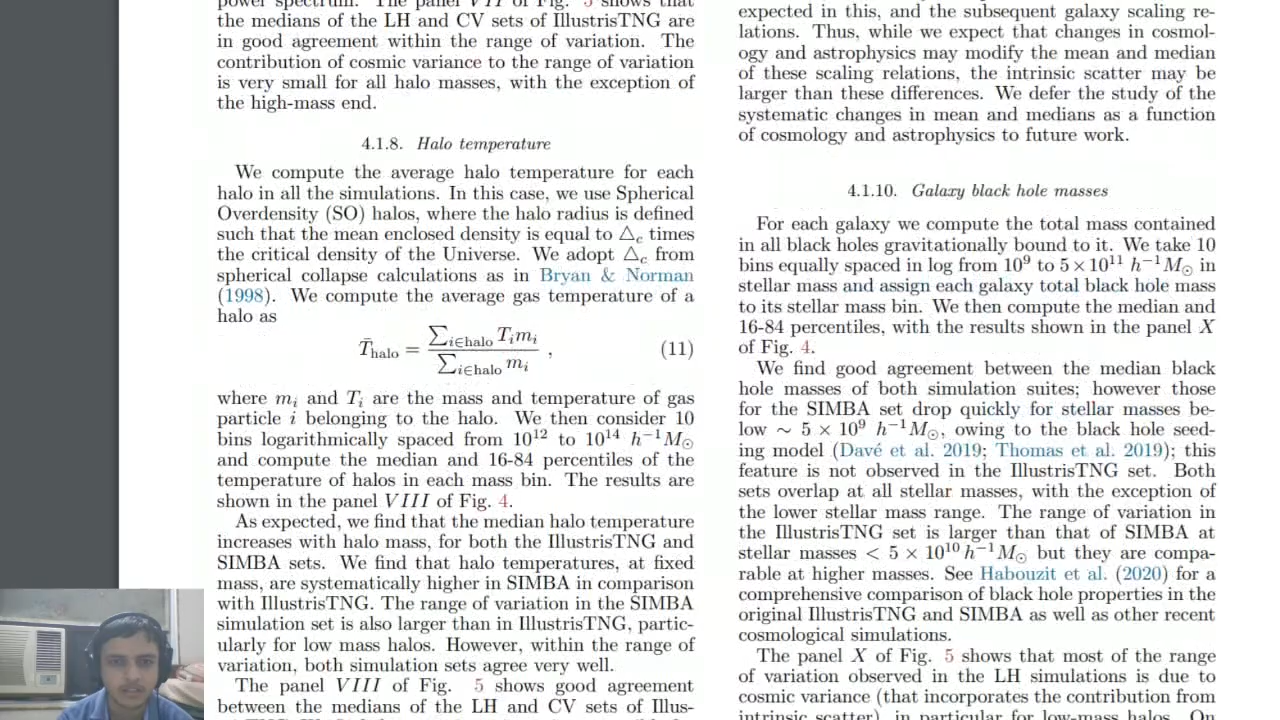 power spectrum. The panel VII of Fig. 5 shows that
the medians of the LH and CV sets of IllustrisTNG are
in good agreement within the range of variation. The
contribution of cosmic variance to the range of variation
is very small for all halo masses, with the exception of
the high-mass end.
4.1.8. Halo temperature
We compute the average halo temperature for each
halo in all the simulations. In this case, we use Spherical
Overdensity (SO) halos, where the halo radius is defined
such that the mean enclosed density is equal to △c times
the critical density of the Universe. We adopt △c from
spherical collapse calculations as in Bryan & Norman
(1998). We compute the average gas temperature of a
halo as
T̄halo = ∑i∈halo Timi / ∑i∈halo mi , (11)
where mi and Ti are the mass and temperature of gas
particle i belonging to the halo. We then consider 10
bins logarithmically spaced from 10¹² to 10¹⁴ h⁻¹M⊙
and compute the median and 16-84 percentiles of the
temperature of halos in each mass bin. The results are
shown in the panel VIII of Fig. 4.
As expected, we find that the median halo temperature
increases with halo mass, for both the IllustrisTNG and
SIMBA sets. We find that halo temperatures, at fixed
mass, are systematically higher in SIMBA in comparison
with IllustrisTNG. The range of variation in the SIMBA
simulation set is also larger than in IllustrisTNG, partic-
ularly for low mass halos. However, within the range of
variation, both simulation sets agree very well.
The panel VIII of Fig. 5 shows good agreement
between the medians of the LH and CV sets of Illus-
expected in this, and the subsequent galaxy scaling re-
lations. Thus, while we expect that changes in cosmol-
ogy and astrophysics may modify the mean and median
of these scaling relations, the intrinsic scatter may be
larger than these differences. We defer the study of the
systematic changes in mean and medians as a function
of cosmology and astrophysics to future work.
4.1.10. Galaxy black hole masses
For each galaxy we compute the total mass contained
in all black holes gravitationally bound to it. We take 10
bins equally spaced in log from 10⁹ to 5×10¹¹ h⁻¹M⊙ in
stellar mass and assign each galaxy total black hole mass
to its stellar mass bin. We then compute the median and
16-84 percentiles, with the results shown in the panel X
of Fig. 4.
We find good agreement between the median black
hole masses of both simulation suites; however those
for the SIMBA set drop quickly for stellar masses be-
low ∼ 5 × 10⁹ h⁻¹M⊙, owing to the black hole seed-
ing model (Davé et al. 2019; Thomas et al. 2019); this
feature is not observed in the IllustrisTNG set. Both
sets overlap at all stellar masses, with the exception of
the lower stellar mass range. The range of variation in
the IllustrisTNG set is larger than that of SIMBA at
stellar masses < 5 × 10¹⁰ h⁻¹M⊙ but they are compa-
rable at higher masses. See Habouzit et al. (2020) for a
comprehensive comparison of black hole properties in the
original IllustrisTNG and SIMBA as well as other recent
cosmological simulations.
The panel X of Fig. 5 shows that most of the range
of variation observed in the LH simulations is due to
cosmic variance (that incorporates the contribution from
intrinsic scatter), in particular for low-mass halos. On